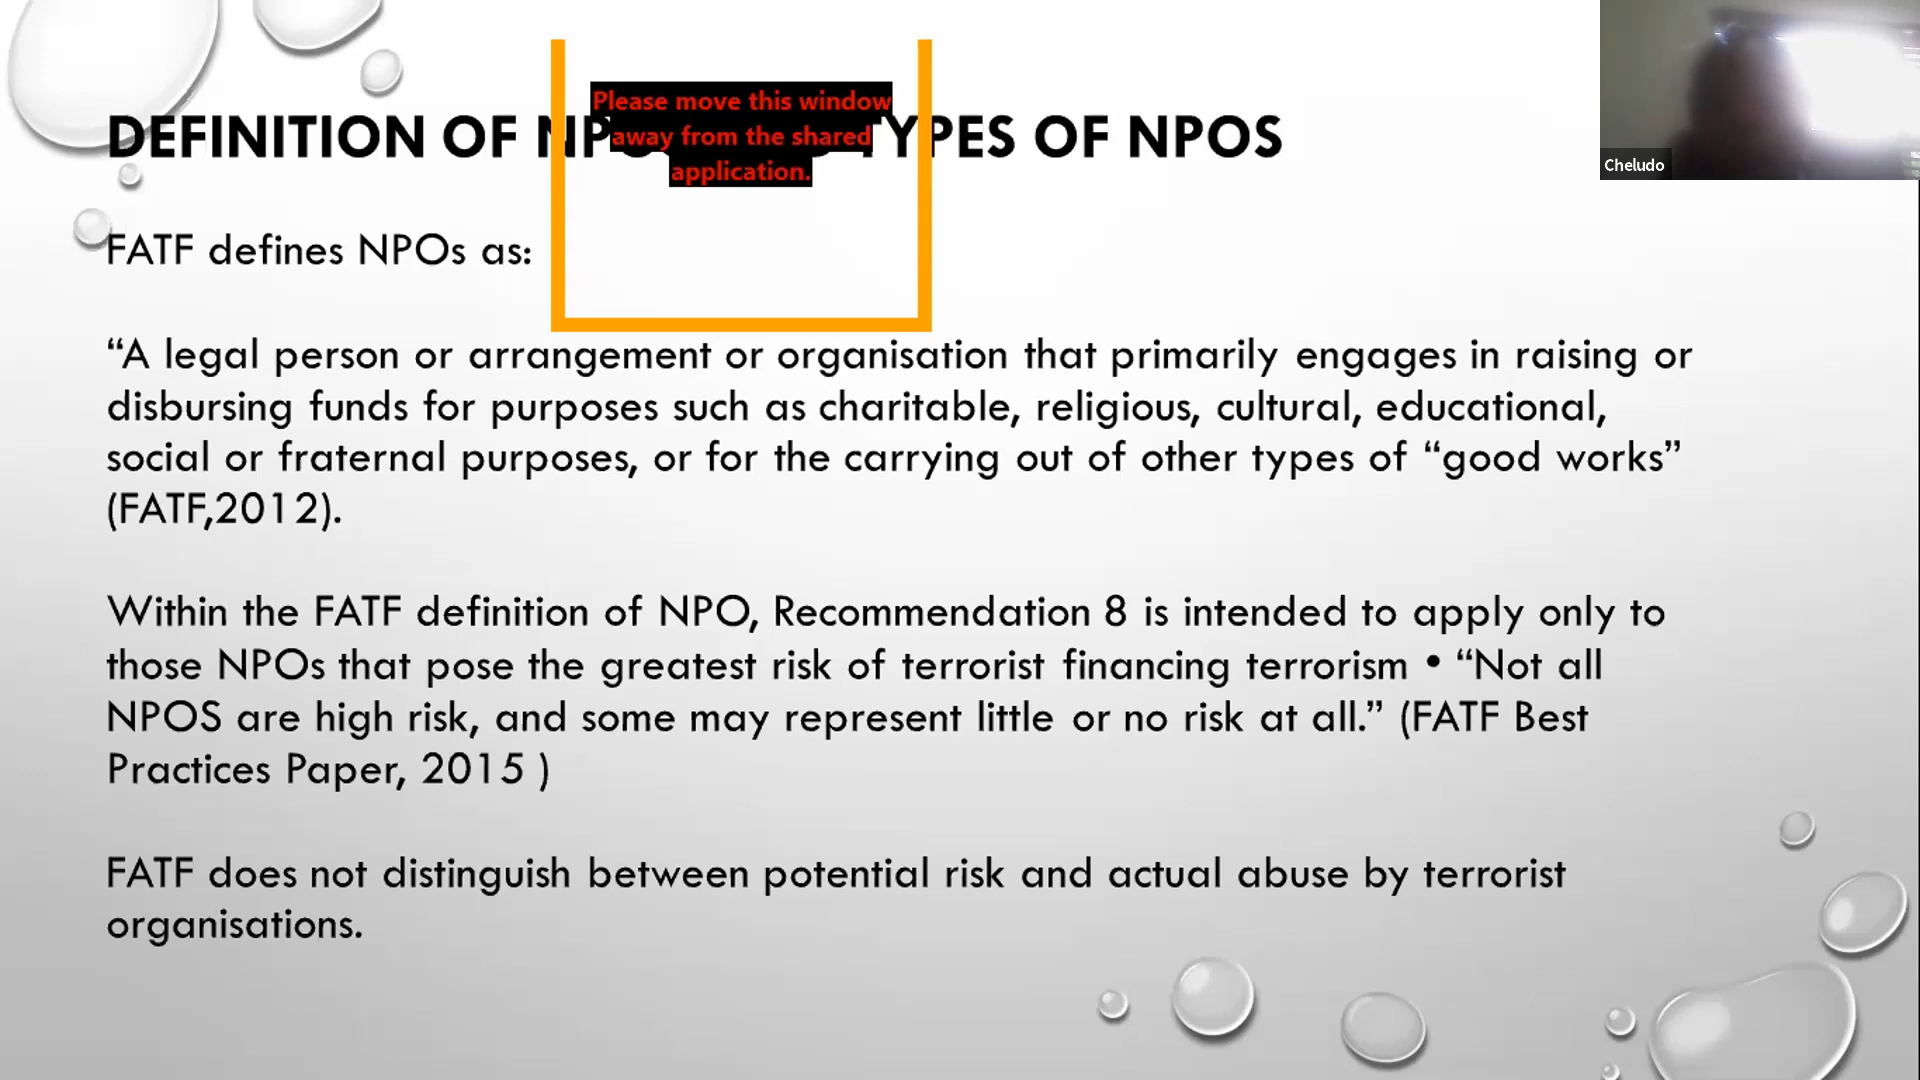 DEFINITION OF NP TYPES OF NPOS
Please move this window
away from the shared
application.
Cheludo
FATF defines NPOs as:
“A legal person or arrangement or organisation that primarily engages in raising or
disbursing funds for purposes such as charitable, religious, cultural, educational,
social or fraternal purposes, or for the carrying out of other types of “good works”
(FATF,2012).
Within the FATF definition of NPO, Recommendation 8 is intended to apply only to
those NPOs that pose the greatest risk of terrorist financing terrorism • “Not all
NPOS are high risk, and some may represent little or no risk at all.” (FATF Best
Practices Paper, 2015 )
FATF does not distinguish between potential risk and actual abuse by terrorist
organisations.